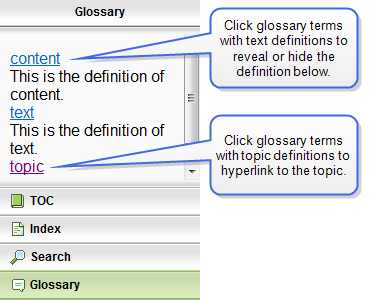 Glossary
content
This is the definition of
content.
text
This is the definition of
text.
topic
TOC
Index
Search
Glossary
Click glossary terms
with text definitions to
reveal or hide the
definition below.
Click glossary terms
with topic definitions to
hyperlink to the topic.